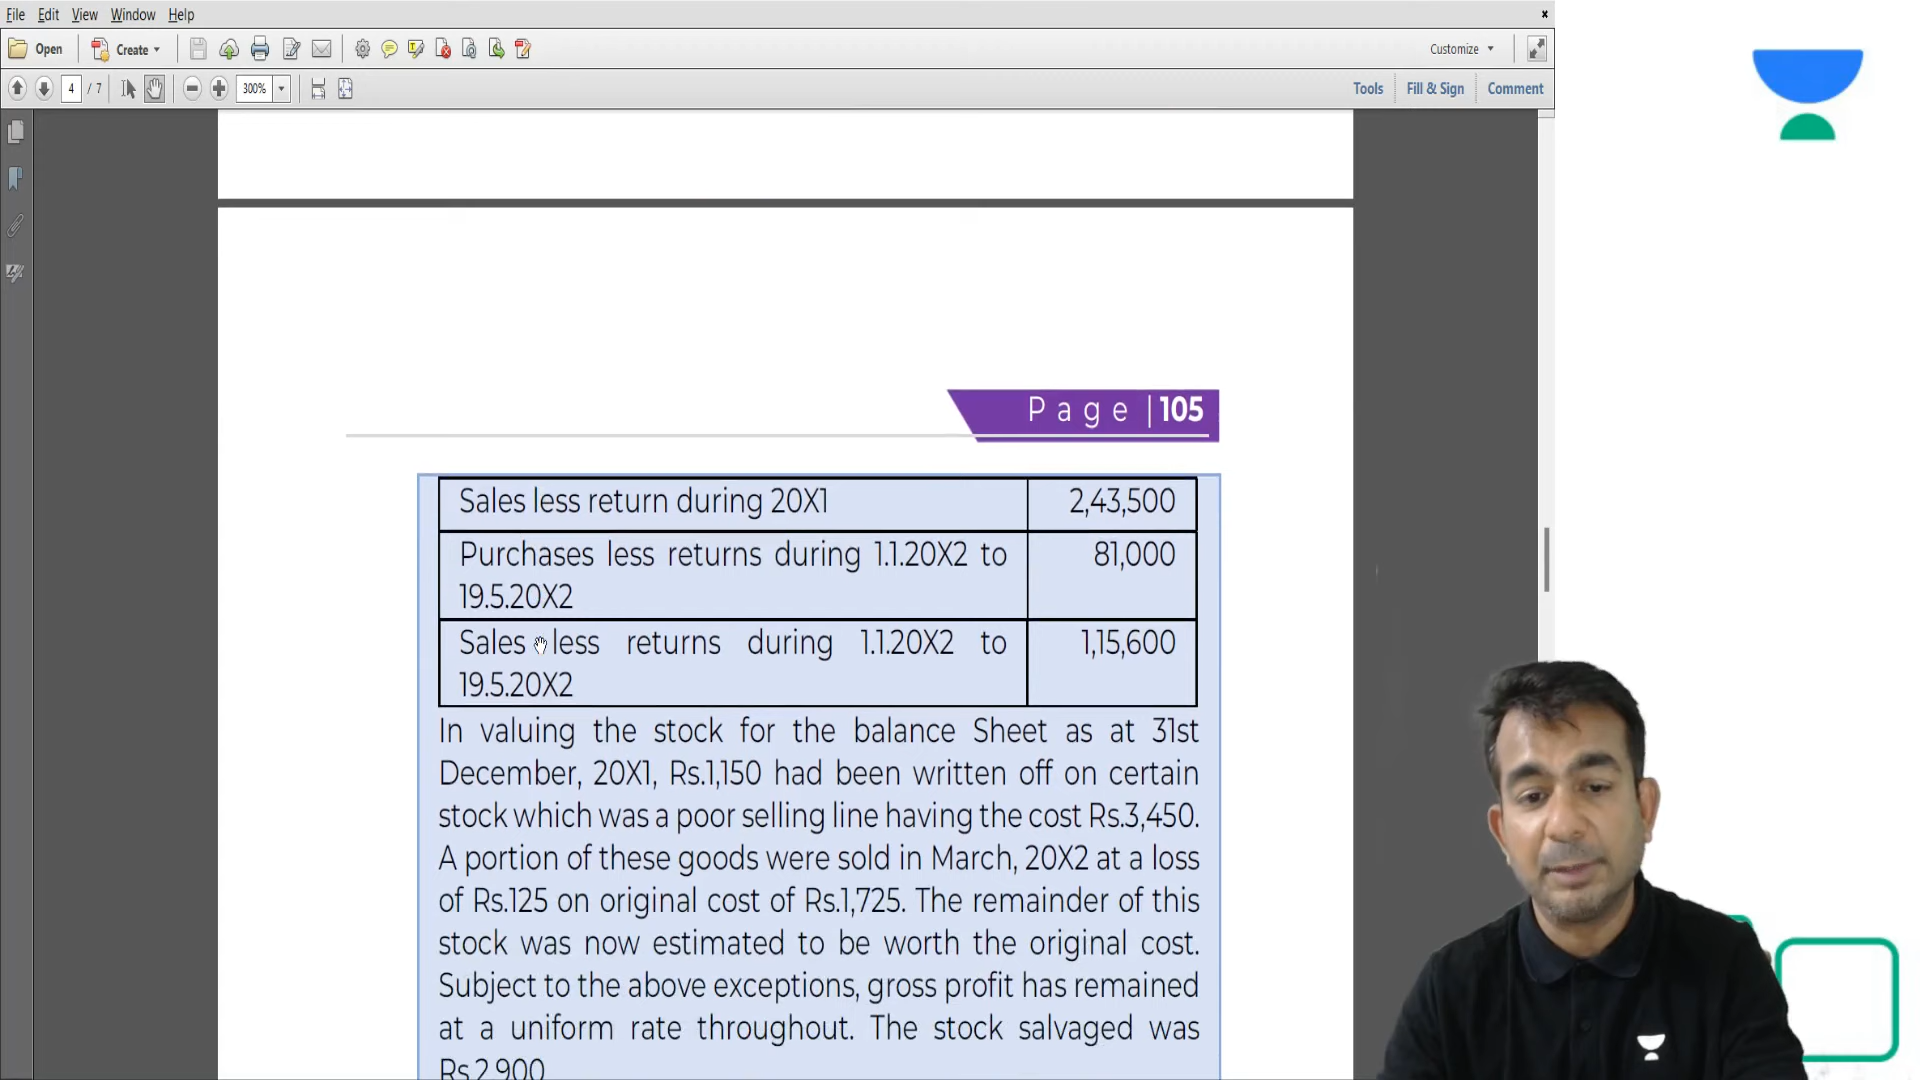 File Edit View Window Help
Open Create Customize
4 / 7 300% Tools Fill & Sign Comment
Page | 105
Sales less return during 20X1 2,43,500
Purchases less returns during 1.1.20X2 to 81,000
19.5.20X2
Sales less returns during 1.1.20X2 to 1,15,600
19.5.20X2
In valuing the stock for the balance Sheet as at 31st
December, 20X1, Rs.1,150 had been written off on certain
stock which was a poor selling line having the cost Rs.3,450.
A portion of these goods were sold in March, 20X2 at a loss
of Rs.125 on original cost of Rs.1,725. The remainder of this
stock was now estimated to be worth the original cost.
Subject to the above exceptions, gross profit has remained
at a uniform rate throughout. The stock salvaged was
Rs.2,900